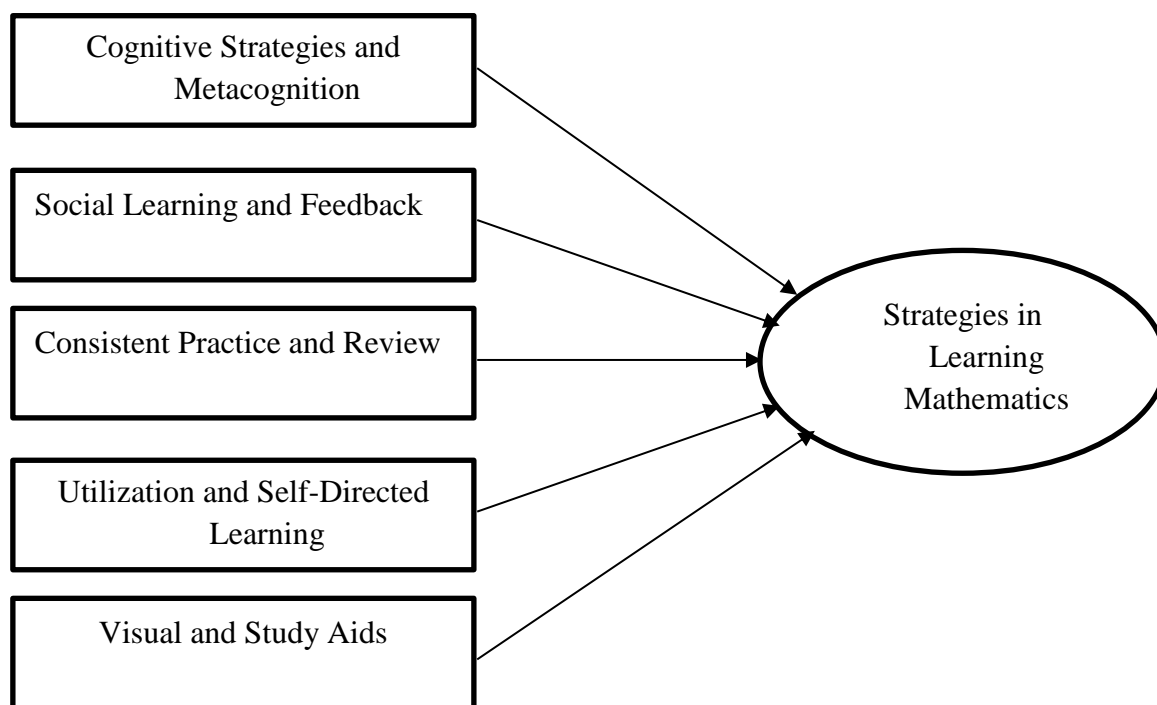 Cognitive Strategies and
Metacognition
Social Learning and Feedback
Consistent Practice and Review
Utilization and Self-Directed
Learning
Visual and Study Aids
Strategies in
Learning
Mathematics